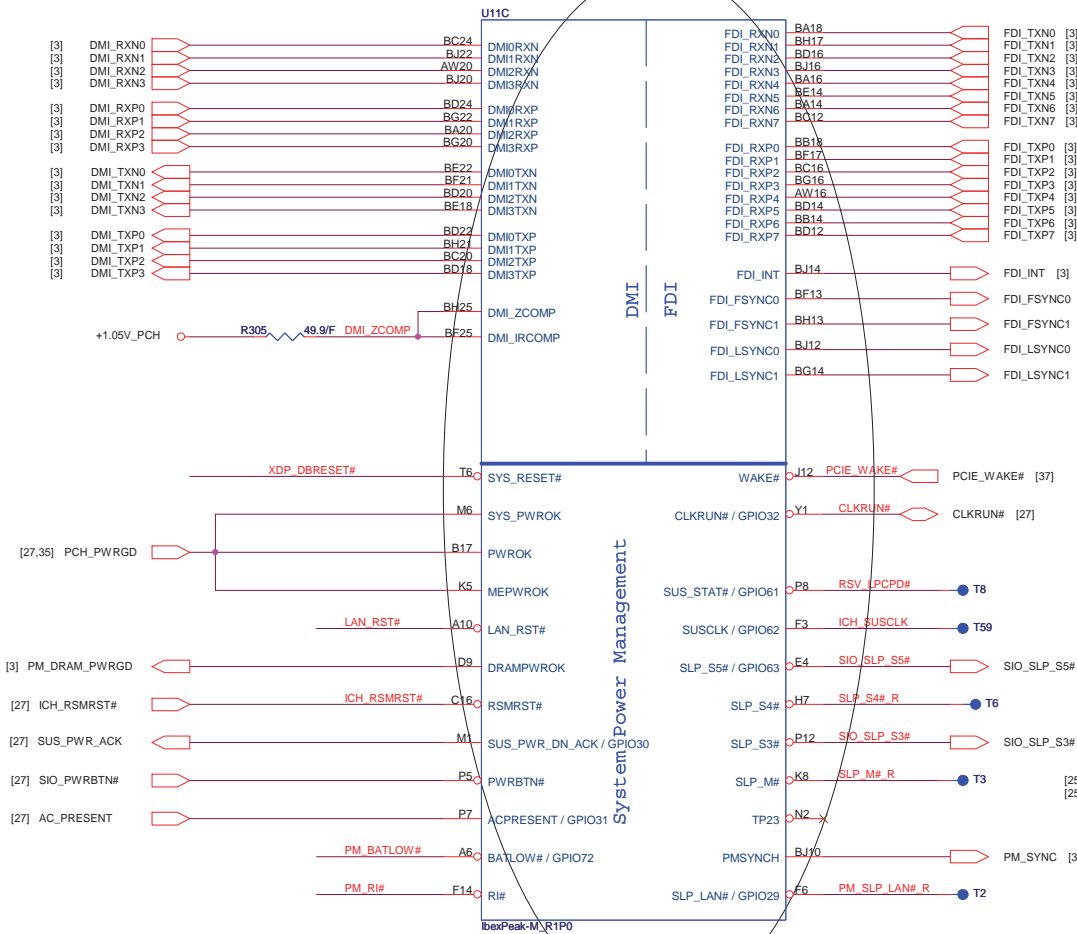 U11C
[3] DMI_RXN0 BC24 DMI0RXN FDI_RXN0 BA18 FDI_TXN0 [3]
[3] DMI_RXN1 BJ22 DMI1RXN FDI_RXN1 BH17 FDI_TXN1 [3]
[3] DMI_RXN2 AW20 DMI2RXN FDI_RXN2 BD16 FDI_TXN2 [3]
[3] DMI_RXN3 BJ20 DMI3RXN FDI_RXN3 BJ16 FDI_TXN3 [3]
FDI_RXN4 BA16 FDI_TXN4 [3]
FDI_RXN5 BE14 FDI_TXN5 [3]
[3] DMI_RXP0 BD24 DMI0RXP FDI_RXN6 BA14 FDI_TXN6 [3]
[3] DMI_RXP1 BG22 DMI1RXP FDI_RXN7 BC12 FDI_TXN7 [3]
[3] DMI_RXP2 BA20 DMI2RXP
[3] DMI_RXP3 BG20 DMI3RXP FDI_RXP0 BB18 FDI_TXP0 [3]
FDI_RXP1 BF17 FDI_TXP1 [3]
[3] DMI_TXN0 BE22 DMI0TXN FDI_RXP2 BC16 FDI_TXP2 [3]
[3] DMI_TXN1 BF21 DMI1TXN FDI_RXP3 BG16 FDI_TXP3 [3]
[3] DMI_TXN2 BD20 DMI2TXN FDI_RXP4 AW16 FDI_TXP4 [3]
[3] DMI_TXN3 BE18 DMI3TXN FDI_RXP5 BD14 FDI_TXP5 [3]
FDI_RXP6 BB14 FDI_TXP6 [3]
[3] DMI_TXP0 BD22 DMI0TXP FDI_RXP7 BD12 FDI_TXP7 [3]
[3] DMI_TXP1 BH21 DMI1TXP
[3] DMI_TXP2 BC20 DMI2TXP
[3] DMI_TXP3 BD18 DMI3TXP FDI_INT BJ14 FDI_INT [3]
DMI
FDI
FDI_FSYNC0 BF13 FDI_FSYNC0
BH25 DMI_ZCOMP FDI_FSYNC1 BH13 FDI_FSYNC1
+1.05V_PCH R305 49.9/F DMI_ZCOMP BF25 DMI_IRCOMP
FDI_LSYNC0 BJ12 FDI_LSYNC0
FDI_LSYNC1 BG14 FDI_LSYNC1
XDP_DBRESET# T6 SYS_RESET# WAKE# J12 PCIE_WAKE# PCIE_WAKE# [37]
M6 SYS_PWROK CLKRUN# / GPIO32 Y1 CLKRUN# CLKRUN# [27]
[27,35] PCH_PWRGD B17 PWROK
System Power Management
K5 MEPWROK SUS_STAT# / GPIO61 P8 RSV_LPCPD# T8
LAN_RST# A10 LAN_RST# SUSCLK / GPIO62 F3 ICH_SUSCLK T59
[3] PM_DRAM_PWRGD D9 DRAMPWROK SLP_S5# / GPIO63 E4 SIO_SLP_S5# SIO_SLP_S5#
[27] ICH_RSMRST# ICH_RSMRST# C16 RSMRST# SLP_S4# H7 SLP_S4#_R T6
[27] SUS_PWR_ACK M1 SUS_PWR_DN_ACK / GPIO30 SLP_S3# P12 SIO_SLP_S3# SIO_SLP_S3#
[27] SIO_PWRBTN# P5 PWRBTN# SLP_M# K8 SLP_M#_R T3 [25
[25
[27] AC_PRESENT P7 ACPRESENT / GPIO31 TP23 N2
PM_BATLOW# A6 BATLOW# / GPIO72 PMSYNCH BJ10 PM_SYNC [3
PM_RI# F14 RI# SLP_LAN# / GPIO29 F6 PM_SLP_LAN#_R T2
IbexPeak-M_R1P0